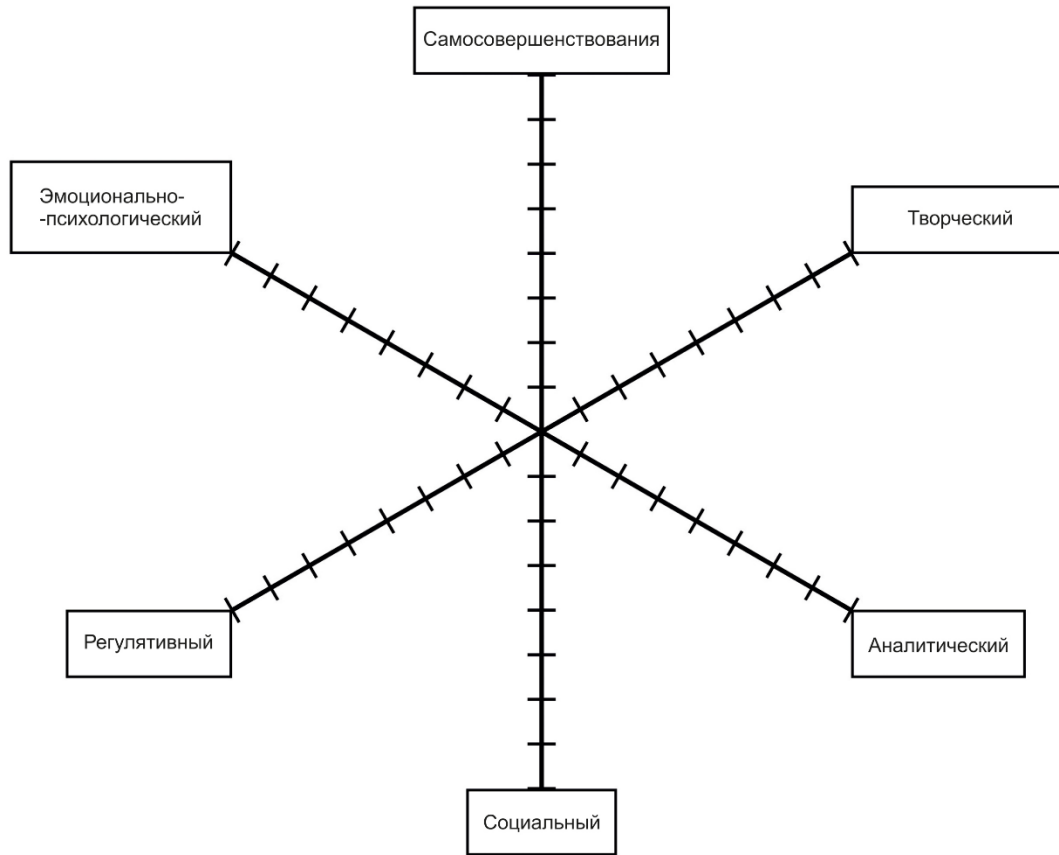 Самосовершенствования
Эмоционально-
-психологический
Творческий
Регулятивный
Аналитический
Социальный